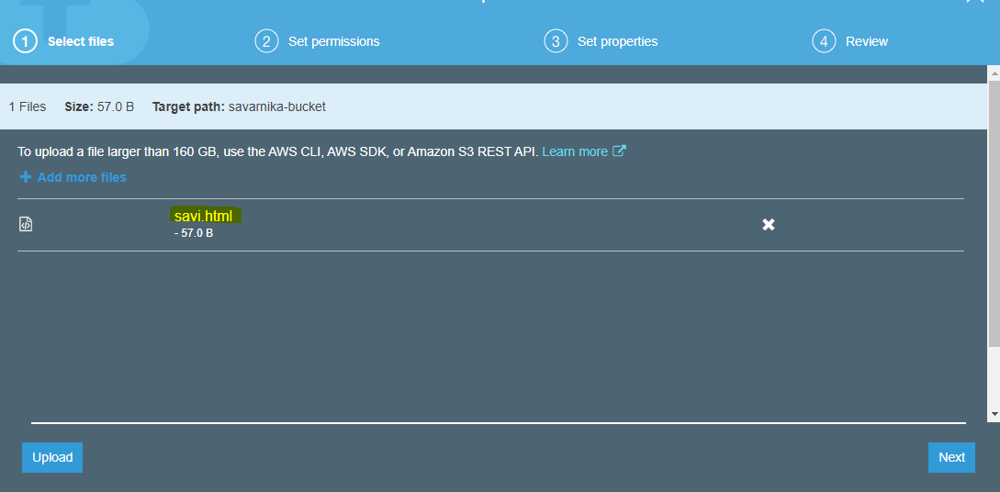 1 Select files
2 Set permissions
3 Set properties
4 Review
1 Files Size: 57.0 B Target path: savarnika-bucket
To upload a file larger than 160 GB, use the AWS CLI, AWS SDK, or Amazon S3 REST API. Learn more
Add more files
savi.html
- 57.0 B
Upload
Next